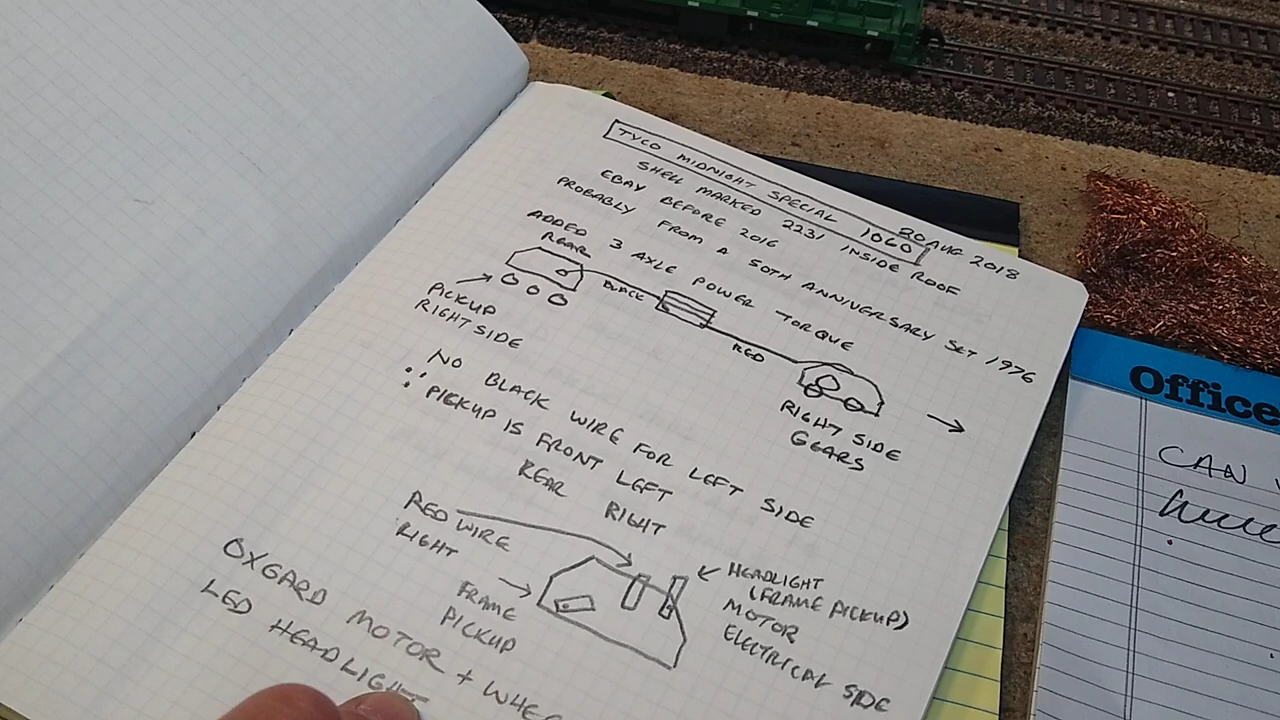 20 AUG 2018
TYCO MIDNIGHT SPECIAL 1060
SHELL MARKED 2231 INSIDE ROOF
EBAY BEFORE 2016
PROBABLY FROM A 50TH ANNIVERSARY SET 1976
ADDED 3 AXLE POWER TORQUE
REAR
BLACK
RED
PICKUP
RIGHT SIDE
RIGHT SIDE
GEARS
NO BLACK WIRE FOR LEFT SIDE
∴ PICKUP IS FRONT LEFT
REAR RIGHT
RED WIRE
RIGHT
FRAME
PICKUP
HEADLIGHT
(FRAME PICKUP)
MOTOR
ELECTRICAL SIDE
OXGARD MOTOR +
LED HEADLIGHT
Office
CAN